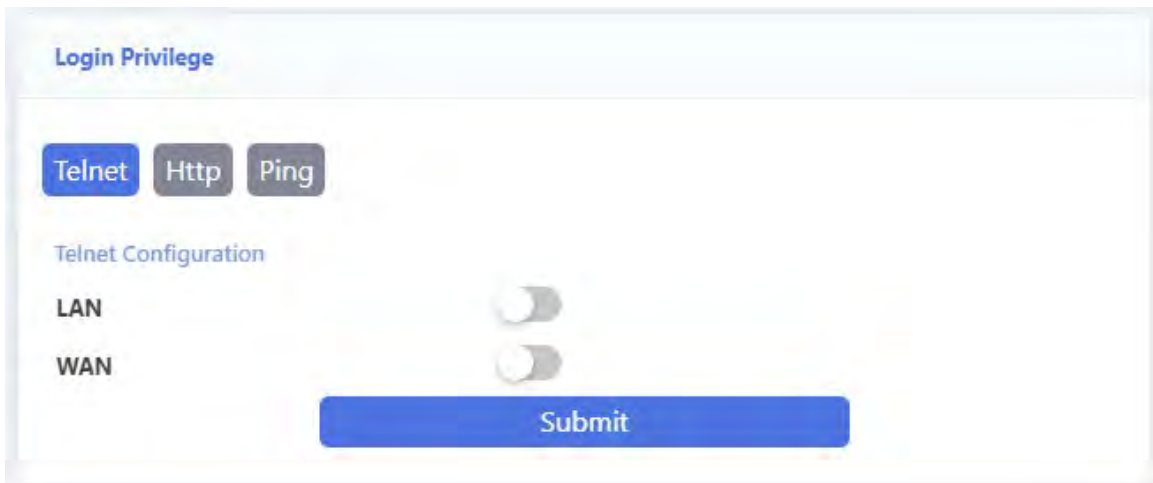 Login Privilege
Telnet Http Ping
Telnet Configuration
LAN
WAN
Submit